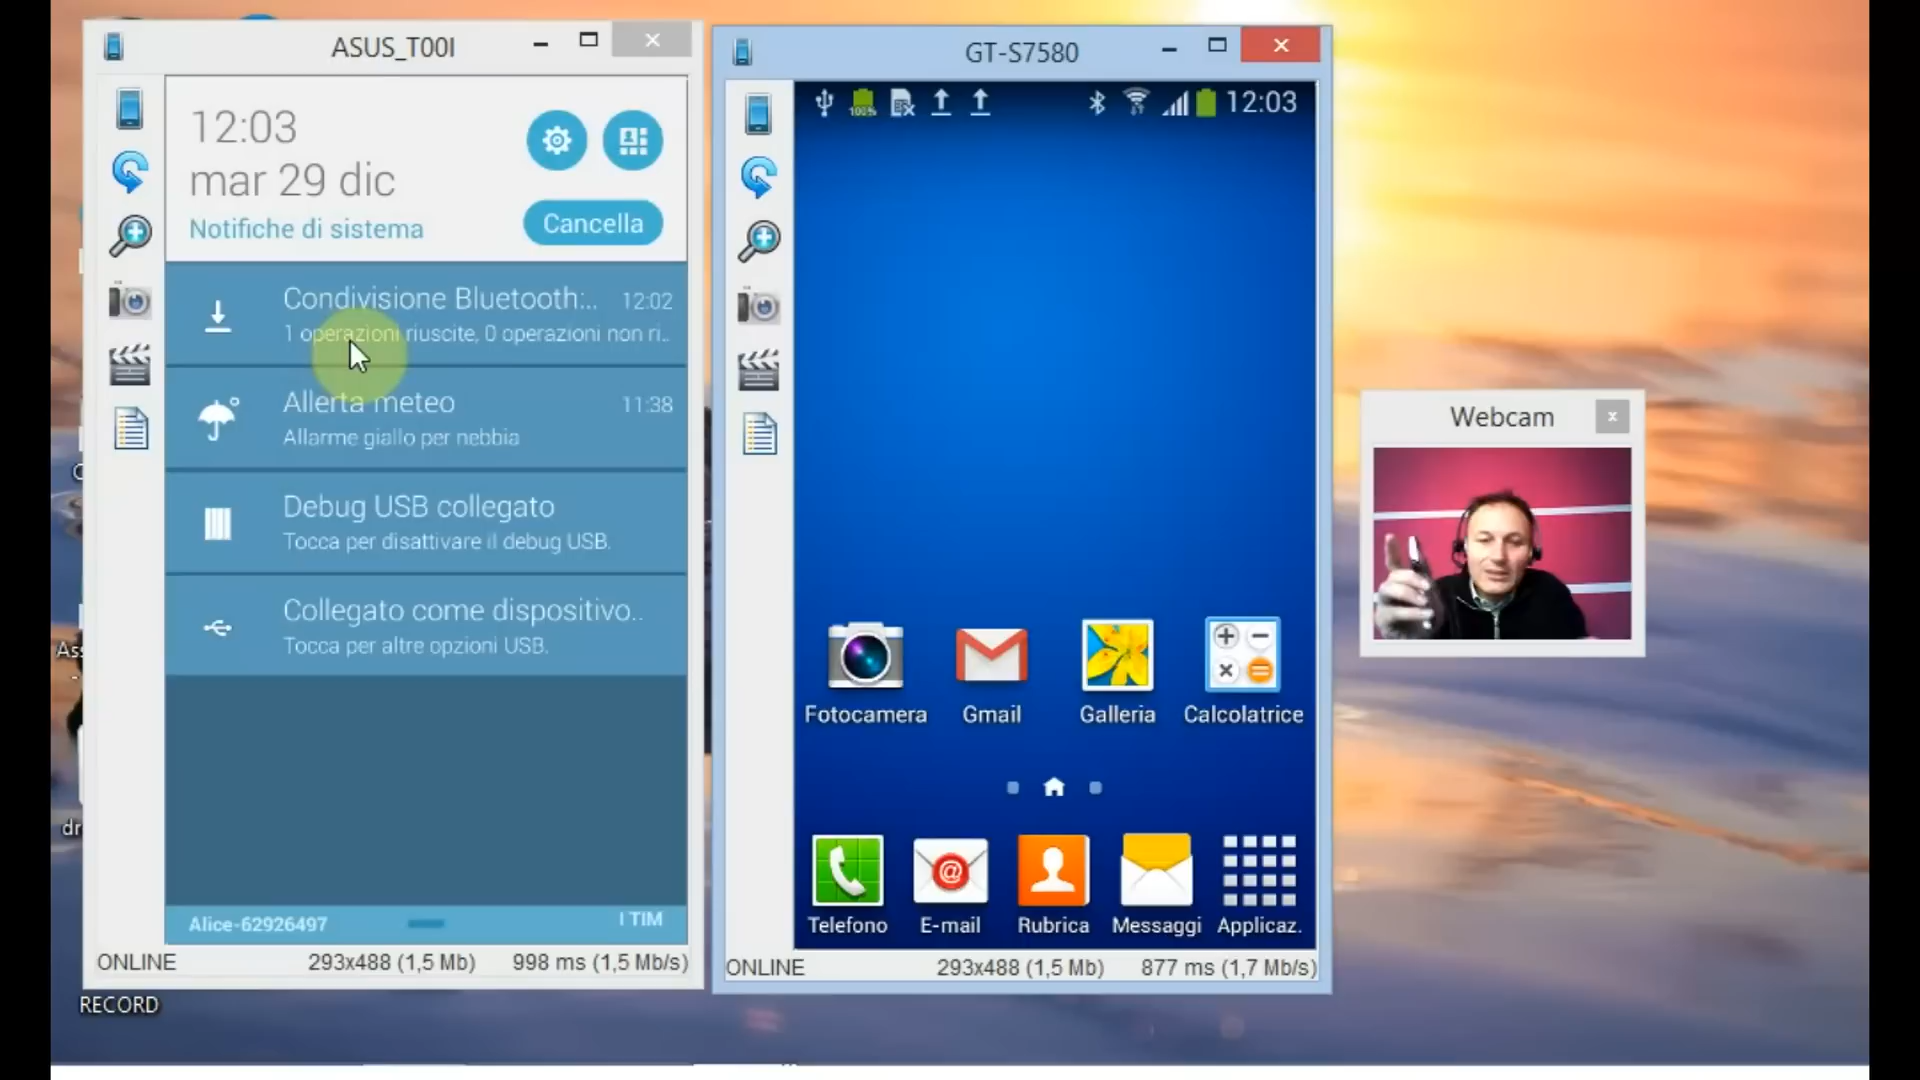 ASUS_T00I
12:03
mar 29 dic
Notifiche di sistema
Cancella
Condivisione Bluetooth:.. 12:02
1 operazioni riuscite, 0 operazioni non ri..
Allerta meteo 11:38
Allarme giallo per nebbia
Debug USB collegato
Tocca per disattivare il debug USB.
Collegato come dispositivo..
Tocca per altre opzioni USB.
Alice-62926497
I TIM
ONLINE 293x488 (1,5 Mb) 998 ms (1,5 Mb/s)
RECORD
GT-S7580
100%
12:03
Fotocamera Gmail Galleria Calcolatrice
Telefono E-mail Rubrica Messaggi Applicaz.
ONLINE 293x488 (1,5 Mb) 877 ms (1,7 Mb/s)
Webcam